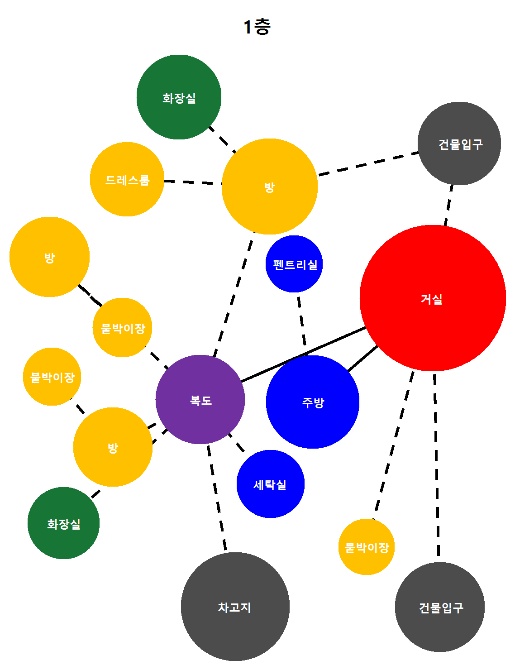 1층
화장실
건물입구
드레스룸
방
방
펜트리실
거실
붙박이장
붙박이장
복도
주방
방
세탁실
화장실
붙박이장
차고지
건물입구